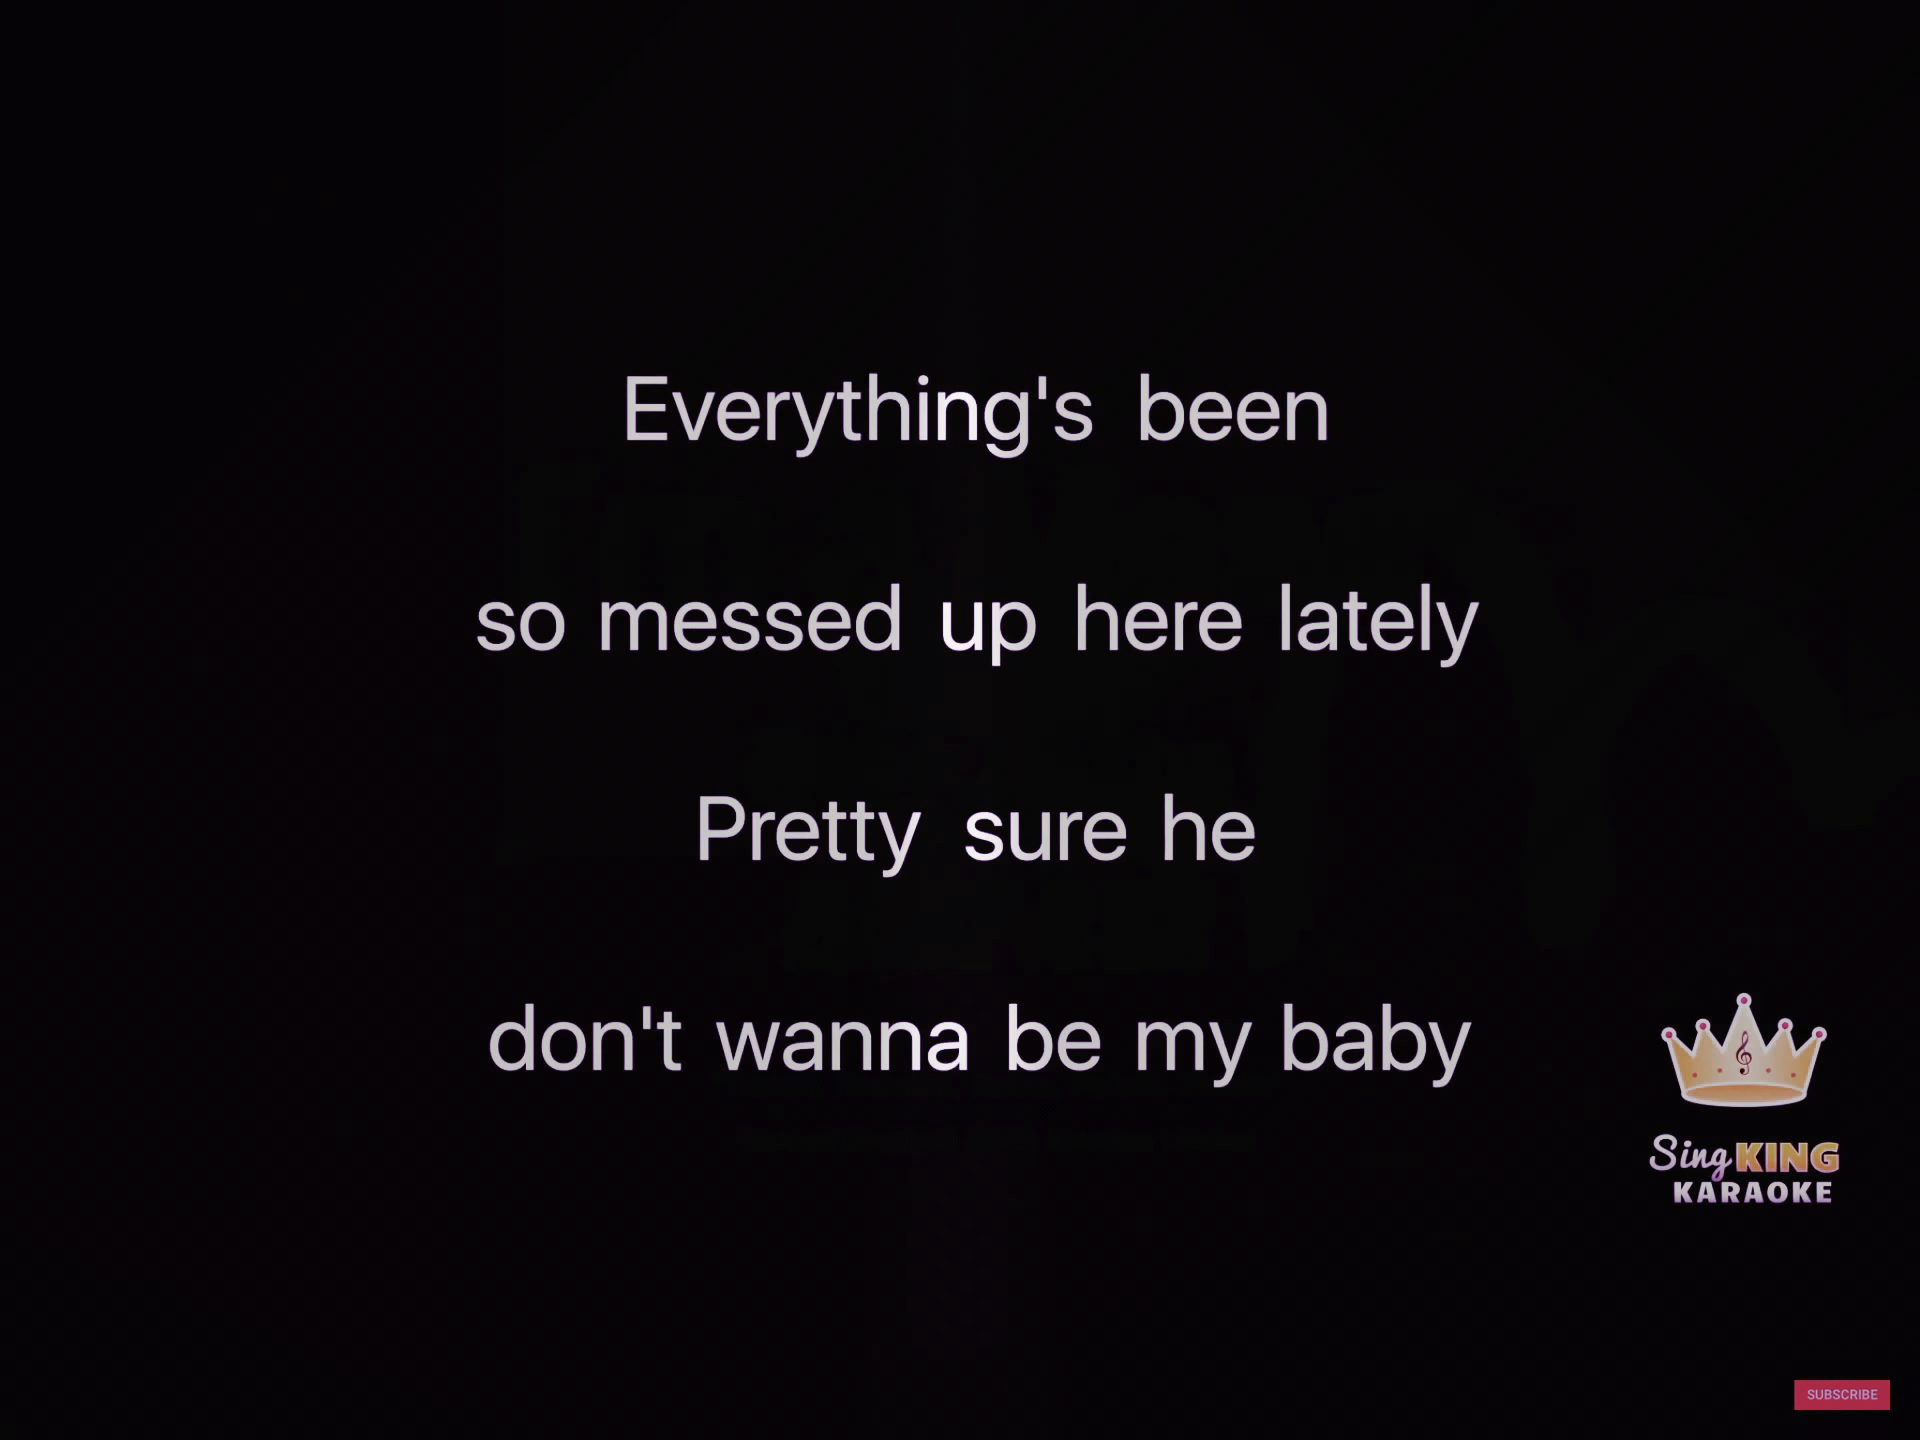 Everything's been
so messed up here lately
Pretty sure he
don't wanna be my baby
Sing KING
KARAOKE
SUBSCRIBE